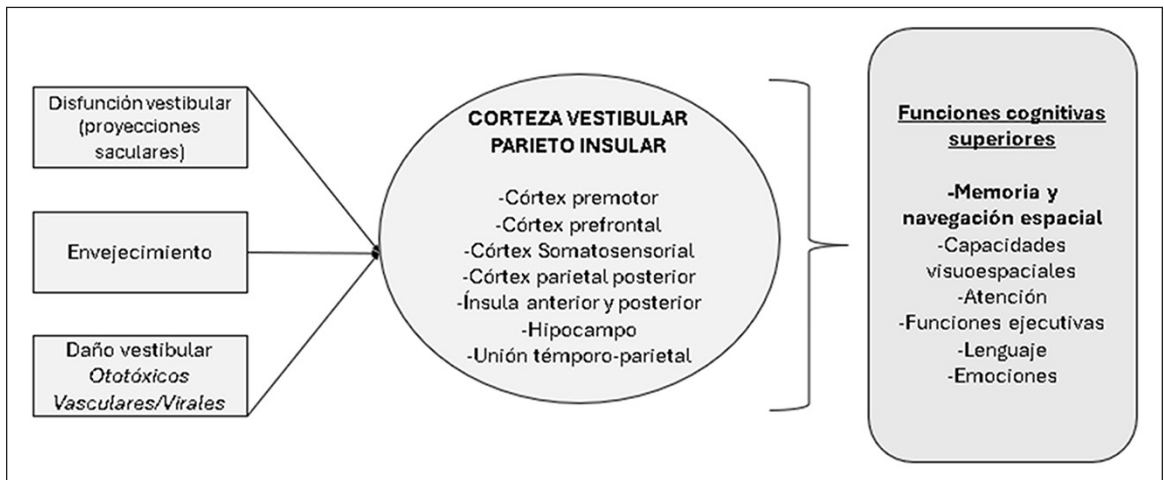 Disfunción vestibular
(proyecciones
saculares)
Envejecimiento
Daño vestibular
Ototóxicos
Vasculares/Virales
CORTEZA VESTIBULAR
PARIETO INSULAR
-Córtex premotor
-Córtex prefrontal
-Córtex Somatosensorial
-Córtex parietal posterior
-Ínsula anterior y posterior
-Hipocampo
-Unión témporo-parietal
Funciones cognitivas
superiores
-Memoria y
navegación espacial
-Capacidades
visuoespaciales
-Atención
-Funciones ejecutivas
-Lenguaje
-Emociones